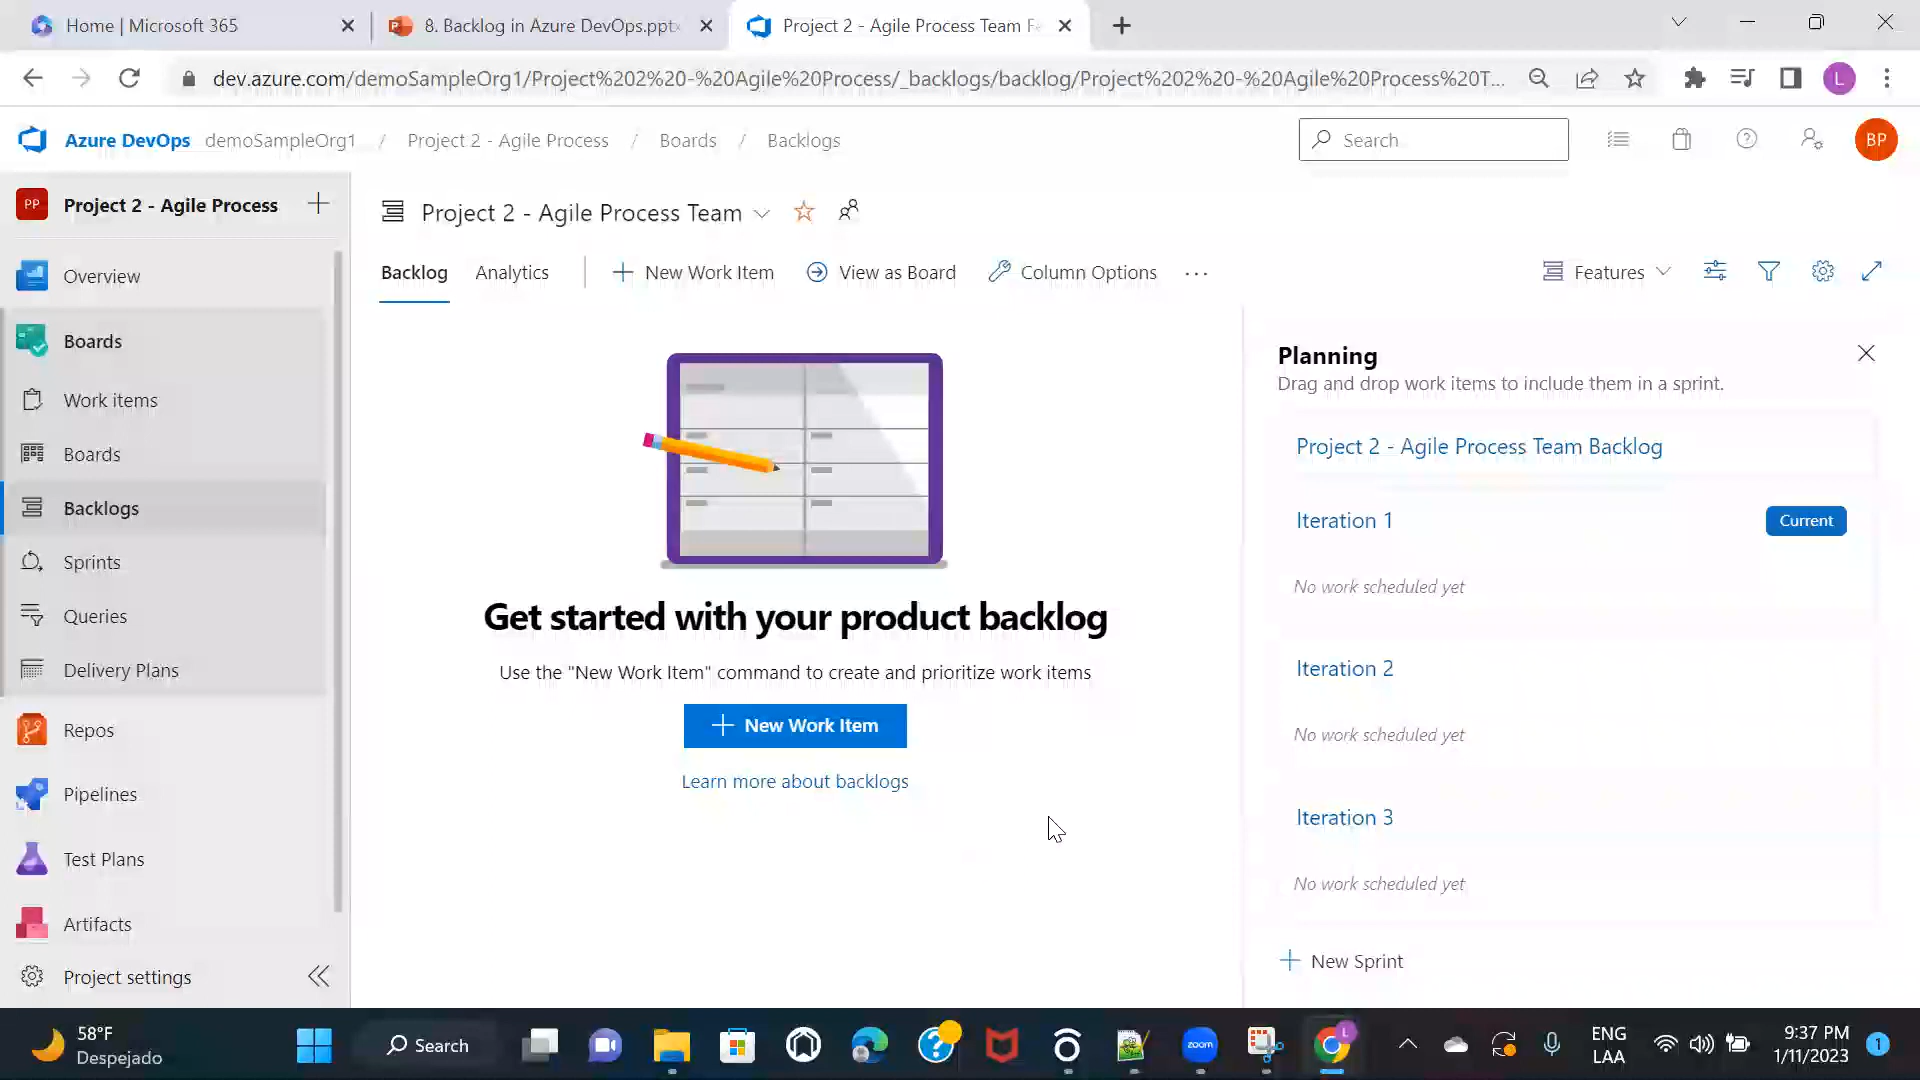 Home | Microsoft 365
8. Backlog in Azure DevOps.pptx
Project 2 - Agile Process Team Fe
dev.azure.com/demoSampleOrg1/Project%202%20-%20Agile%20Process/_backlogs/backlog/Project%202%20-%20Agile%20Process%20T...
L
Azure DevOps demoSampleOrg1 / Project 2 - Agile Process / Boards / Backlogs
Search
BP
PP Project 2 - Agile Process
Overview
Boards
Work items
Boards
Backlogs
Sprints
Queries
Delivery Plans
Repos
Pipelines
Test Plans
Artifacts
Project settings
Project 2 - Agile Process Team
Backlog Analytics New Work Item View as Board Column Options ... Features
Get started with your product backlog
Use the "New Work Item" command to create and prioritize work items
New Work Item
Learn more about backlogs
Planning
Drag and drop work items to include them in a sprint.
Project 2 - Agile Process Team Backlog
Iteration 1 Current
No work scheduled yet
Iteration 2
No work scheduled yet
Iteration 3
No work scheduled yet
New Sprint
58°F
Despejado
Search
zoom
L
ENG
LAA
9:37 PM
1/11/2023
1